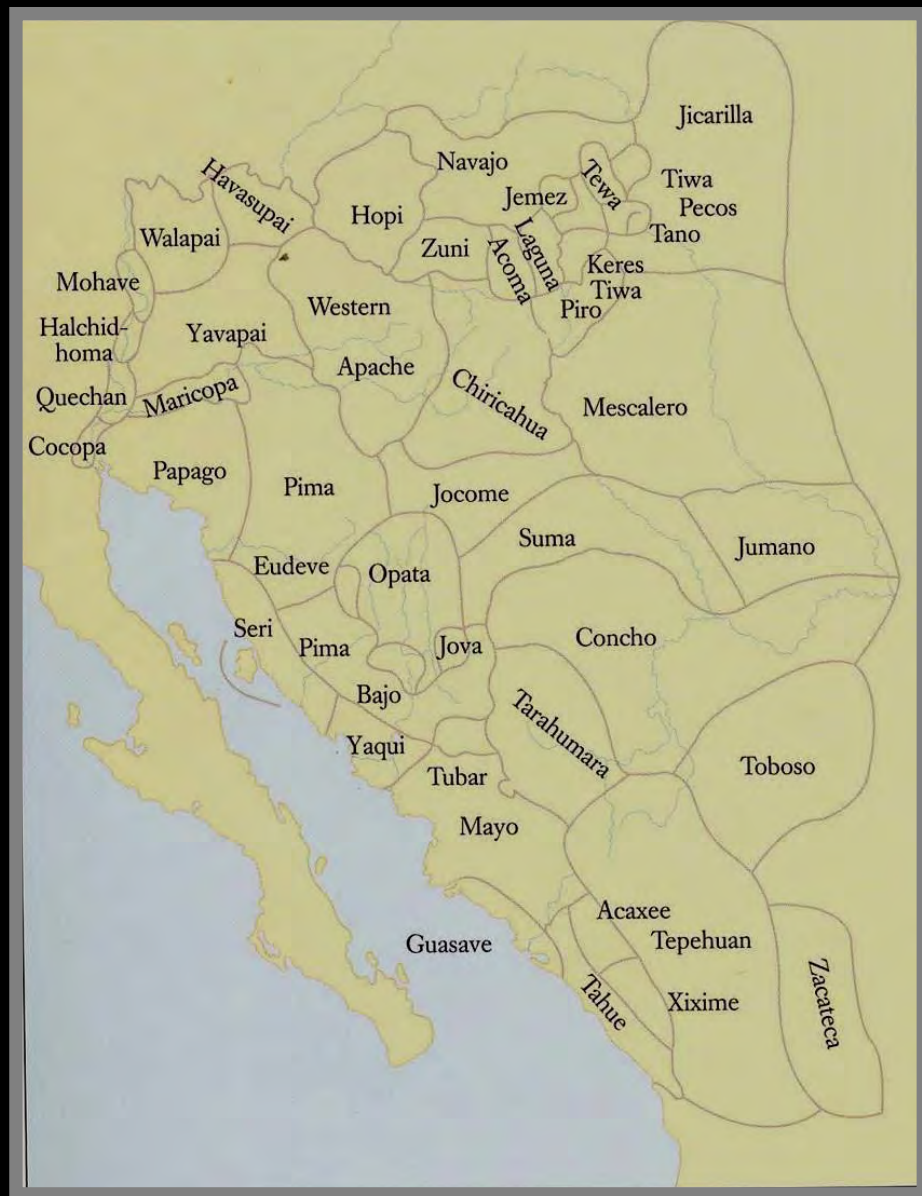 Jicarilla
Navajo
Tewa
Tiwa
Havasupai
Jemez
Pecos
Hopi
Laguna
Tano
Walapai
Zuni
Acoma
Keres
Mohave
Tiwa
Western
Piro
Halchid-
homa
Yavapai
Apache
Chiricahua
Quechan
Maricopa
Mescalero
Cocopa
Papago
Pima
Jocome
Suma
Jumano
Eudeve
Opata
Seri
Pima
Jova
Concho
Bajo
Tarahumara
Yaqui
Tubar
Toboso
Mayo
Acaxee
Guasave
Tepehuan
Zacateca
Tahue
Xixime